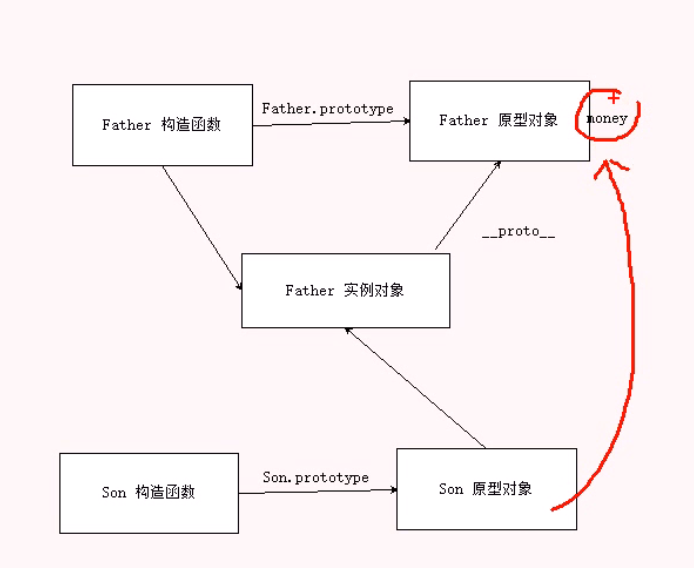 Father.prototype
Father 构造函数
Father 原型对象
money
__proto__
Father 实例对象
Son.prototype
Son 构造函数
Son 原型对象